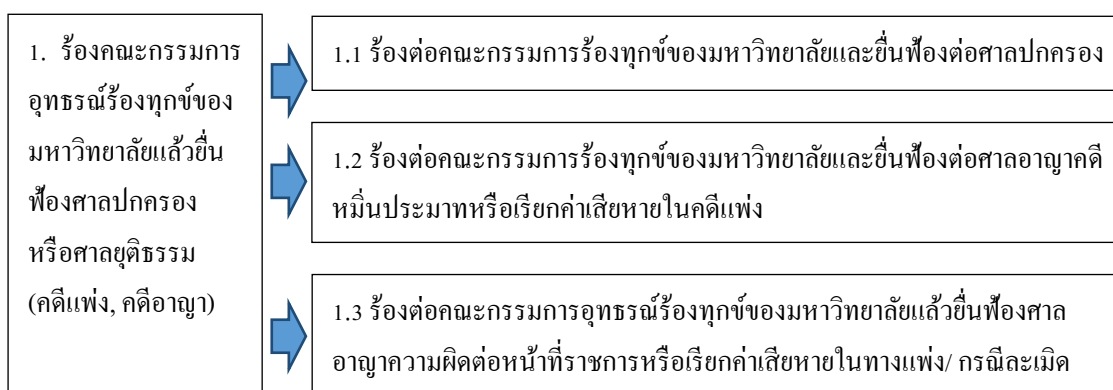 1. ร้องคณะกรรมการ
อุทธรณ์ร้องทุกข์ของ
มหาวิทยาลัยแล้วยื่น
ฟ้องศาลปกครอง
หรือศาลยุติธรรม
(คดีแพ่ง, คดีอาญา)
1.1 ร้องต่อคณะกรรมการร้องทุกข์ของมหาวิทยาลัยและยื่นฟ้องต่อศาลปกครอง
1.2 ร้องต่อคณะกรรมการร้องทุกข์ของมหาวิทยาลัยและยื่นฟ้องต่อศาลอาญาคดี
หมิ่นประมาทหรือเรียกค่าเสียหายในคดีแพ่ง
1.3 ร้องต่อคณะกรรมการอุทธรณ์ร้องทุกข์ของมหาวิทยาลัยแล้วยื่นฟ้องศาล
อาญาความผิดต่อหน้าที่ราชการหรือเรียกค่าเสียหายในทางแพ่ง/ กรณีละเมิด